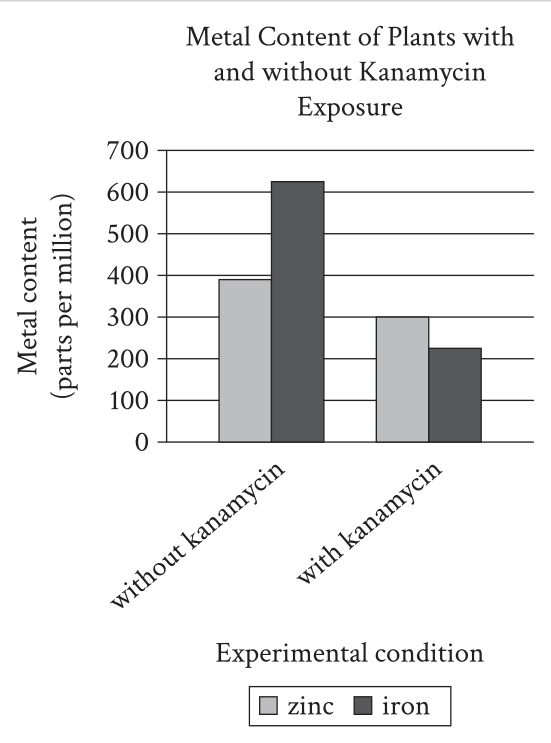 Metal Content of Plants with
and without Kanamycin
Exposure
Metal content
(parts per million)
700
600
500
400
300
200
100
0
without kanamycin
with kanamycin
Experimental condition
zinc iron